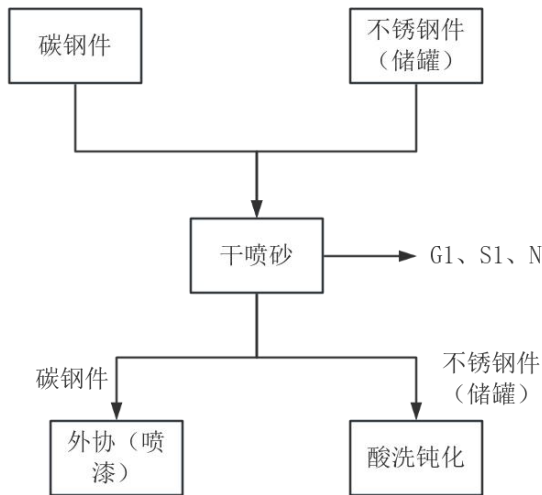 碳钢件
不锈钢件
（储罐）
干喷砂
G1、S1、N
碳钢件
不锈钢件
（储罐）
外协（喷
漆）
酸洗钝化